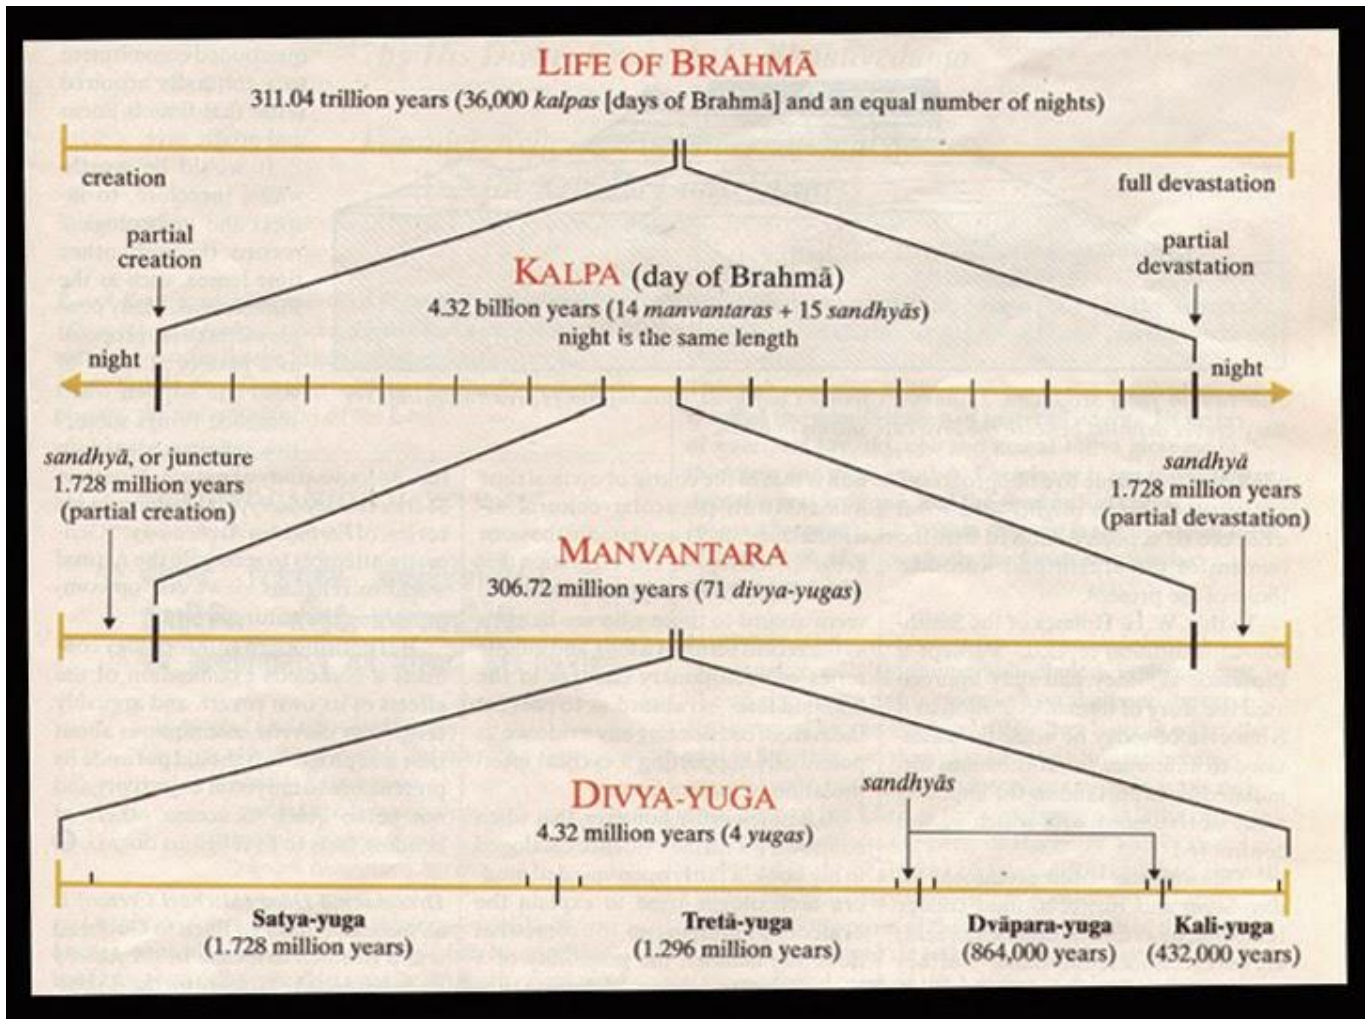 LIFE OF BRAHMĀ
311.04 trillion years (36,000 kalpas [days of Brahmā] and an equal number of nights)
creation
full devastation
partial
creation
partial
devastation
KALPA (day of Brahmā)
4.32 billion years (14 manvantaras + 15 sandhyās)
night is the same length
night
night
sandhyā, or juncture
1.728 million years
(partial creation)
sandhyā
1.728 million years
(partial devastation)
MANVANTARA
306.72 million years (71 divya-yugas)
DIVYA-YUGA
4.32 million years (4 yugas)
sandhyās
Satya-yuga
(1.728 million years)
Tretā-yuga
(1.296 million years)
Dvāpara-yuga
(864,000 years)
Kali-yuga
(432,000 years)